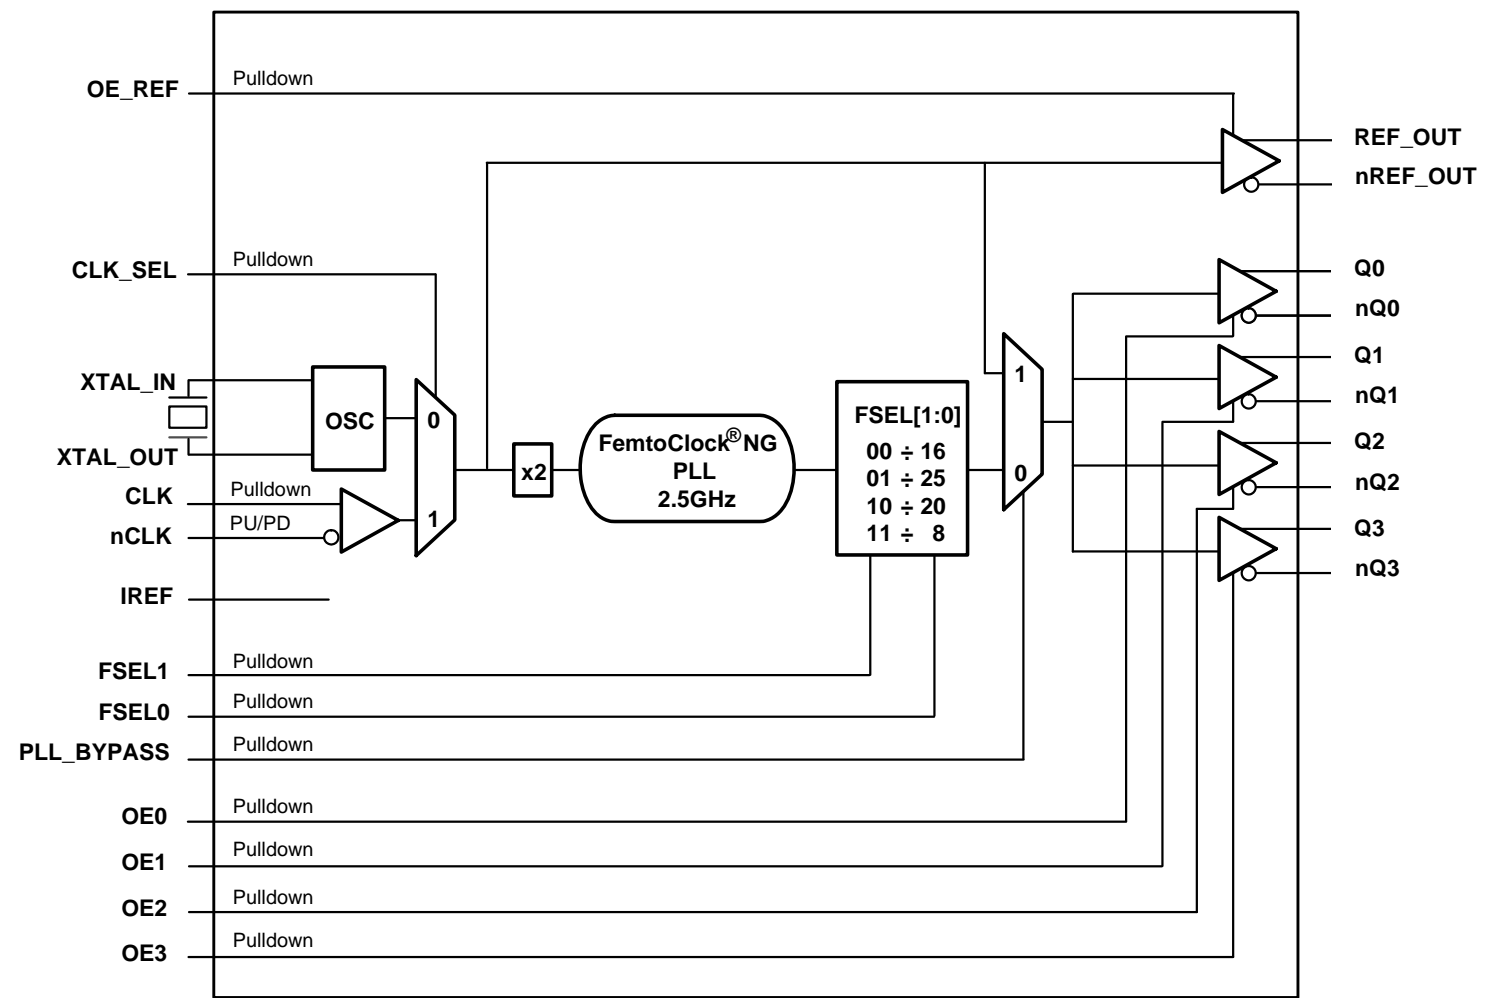 OE_REF
Pulldown
REF_OUT
nREF_OUT
CLK_SEL
Pulldown
Q0
nQ0
Q1
nQ1
Q2
nQ2
Q3
nQ3
XTAL_IN
XTAL_OUT
OSC
0
1
CLK
Pulldown
nCLK
PU/PD
x2
FemtoClock® NG
PLL
2.5GHz
FSEL[1:0]
00 ÷ 16
01 ÷ 25
10 ÷ 20
11 ÷ 8
1
0
IREF
FSEL1
Pulldown
FSEL0
Pulldown
PLL_BYPASS
Pulldown
OE0
Pulldown
OE1
Pulldown
OE2
Pulldown
OE3
Pulldown